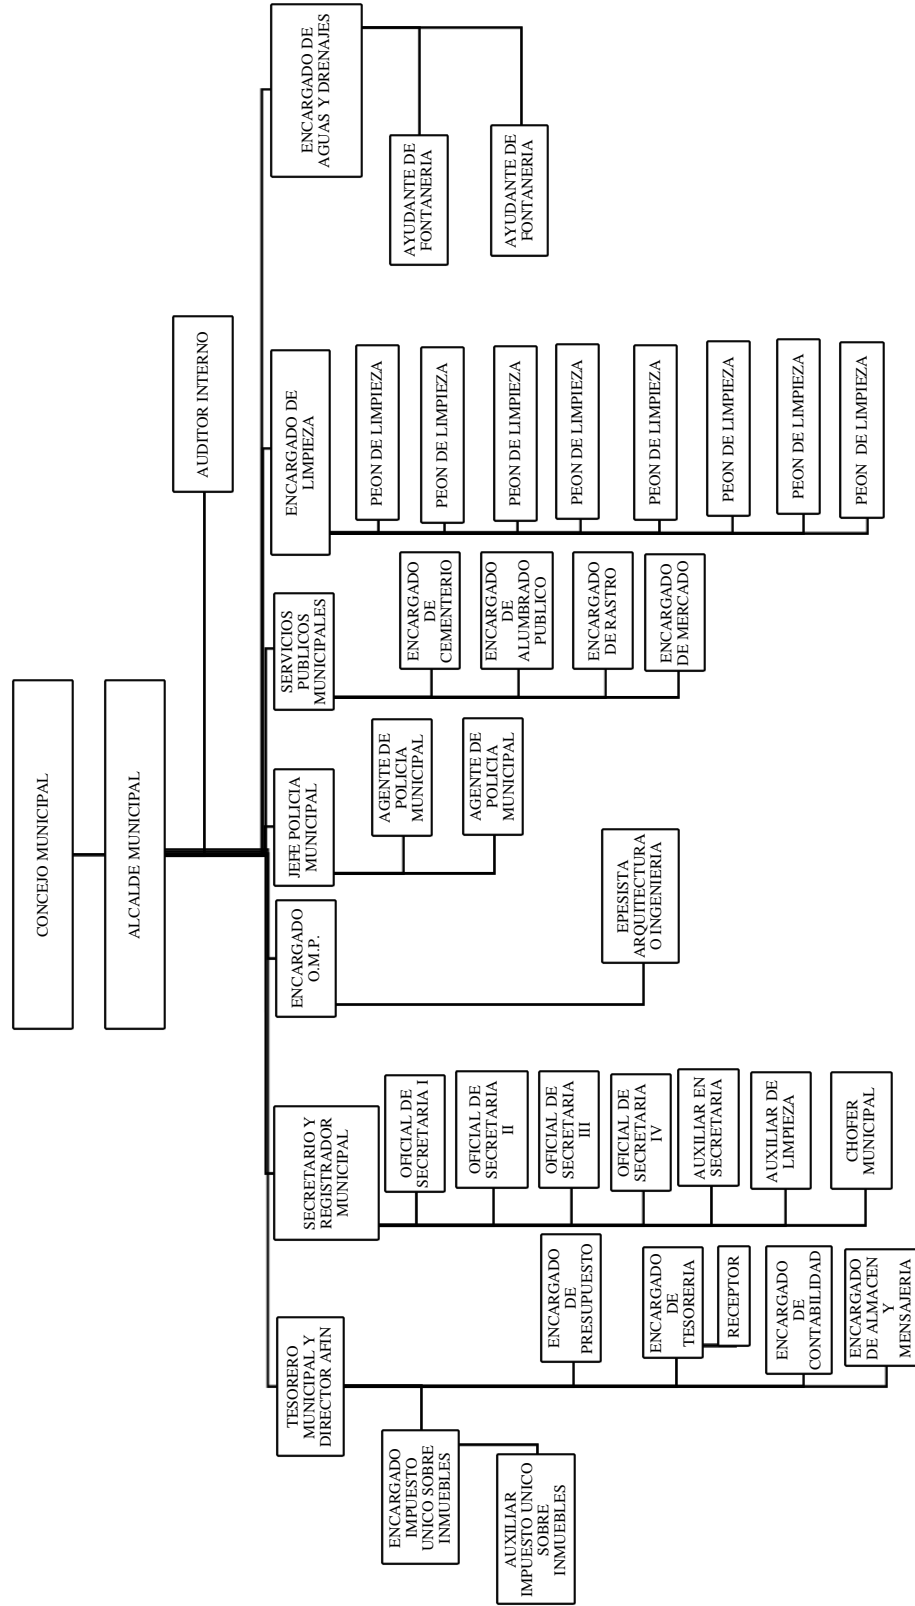 CONCEJO MUNICIPAL
ALCALDE MUNICIPAL
AUDITOR INTERNO
TESORERO
MUNICIPAL Y
DIRECTOR AFIN
ENCARGADO
IMPUESTO
UNICO SOBRE
INMUEBLES
AUXILIAR
IMPUESTO UNICO
SOBRE
INMUEBLES
ENCARGADO
DE
PRESUPUESTO
ENCARGADO
DE
TESORERIA
RECEPTOR
ENCARGADO
DE
CONTABILIDAD
ENCARGADO
DE ALMACEN
Y
MENSAJERIA
SECRETARIO Y
REGISTRADOR
MUNICIPAL
OFICIAL DE
SECRETARIA I
OFICIAL DE
SECRETARIA
II
OFICIAL DE
SECRETARIA
III
OFICIAL DE
SECRETARIA
IV
AUXILIAR EN
SECRETARIA
AUXILIAR DE
LIMPIEZA
CHOFER
MUNICIPAL
ENCARGADO
O.M.P.
EPESISTA
ARQUITECTURA
O INGENIERIA
JEFE POLICIA
MUNICIPAL
AGENTE DE
POLICIA
MUNICIPAL
AGENTE DE
POLICIA
MUNICIPAL
SERVICIOS
PUBLICOS
MUNICIPALES
ENCARGADO
DE
CEMENTERIO
ENCARGADO
DE
ALUMBRADO
PUBLICO
ENCARGADO
DE RASTRO
ENCARGADO
DE MERCADO
ENCARGADO DE
LIMPIEZA
PEON DE LIMPIEZA
PEON DE LIMPIEZA
PEON DE LIMPIEZA
PEON DE LIMPIEZA
PEON DE LIMPIEZA
PEON DE LIMPIEZA
PEON DE LIMPIEZA
PEON DE LIMPIEZA
ENCARGADO DE
AGUAS Y DRENAJES
AYUDANTE DE
FONTANERIA
AYUDANTE DE
FONTANERIA